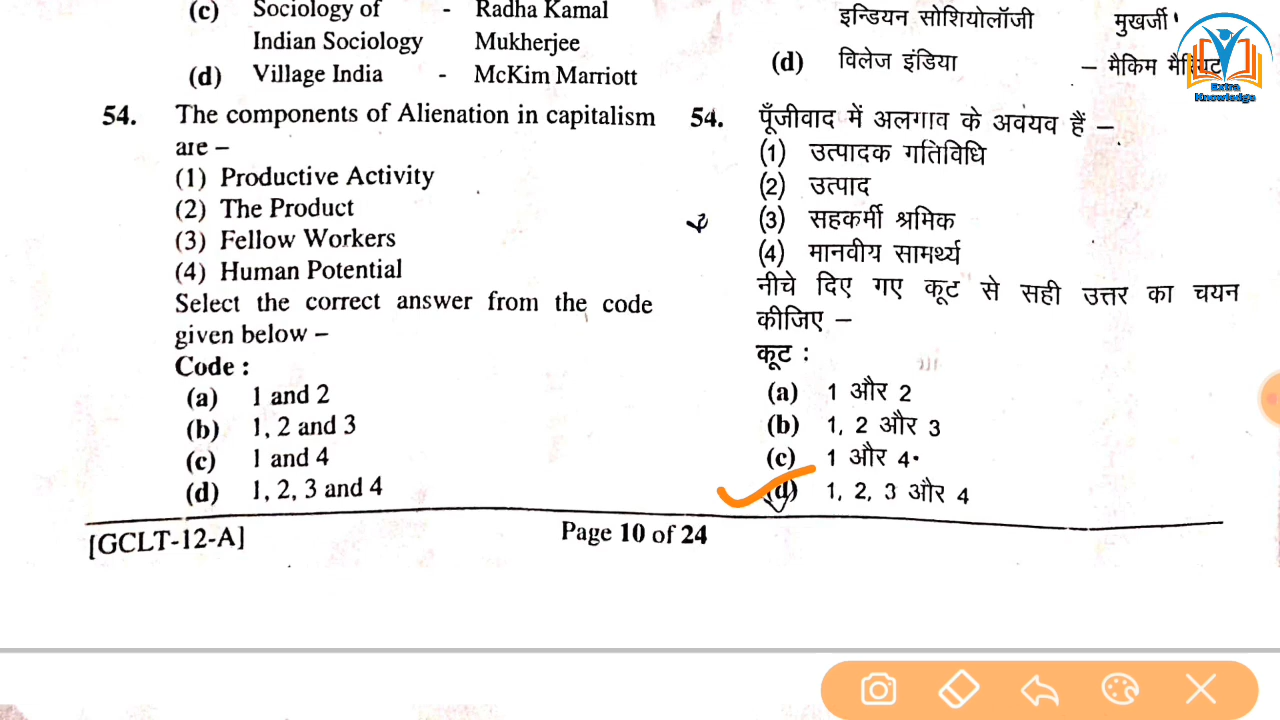 (c) Sociology of - Radha Kamal
Indian Sociology Mukherjee
(d) Village India - McKim Marriott
54. The components of Alienation in capitalism
are –
(1) Productive Activity
(2) The Product
(3) Fellow Workers
(4) Human Potential
Select the correct answer from the code
given below –
Code :
(a) 1 and 2
(b) 1, 2 and 3
(c) 1 and 4
(d) 1, 2, 3 and 4
इन्डियन सोशियोलॉजी मुखर्जी
(d) विलेज इंडिया – मैकिम
54. पूँजीवाद में अलगाव के अवयव हैं –
(1) उत्पादक गतिविधि
(2) उत्पाद
(3) सहकर्मी श्रमिक
(4) मानवीय सामर्थ्य
नीचे दिए गए कूट से सही उत्तर का चयन
कीजिए –
कूट :
(a) 1 और 2
(b) 1, 2 और 3
(c) 1 और 4
(d) 1, 2, 3 और 4
[GCLT-12-A] Page 10 of 24
Extra
Knowledge